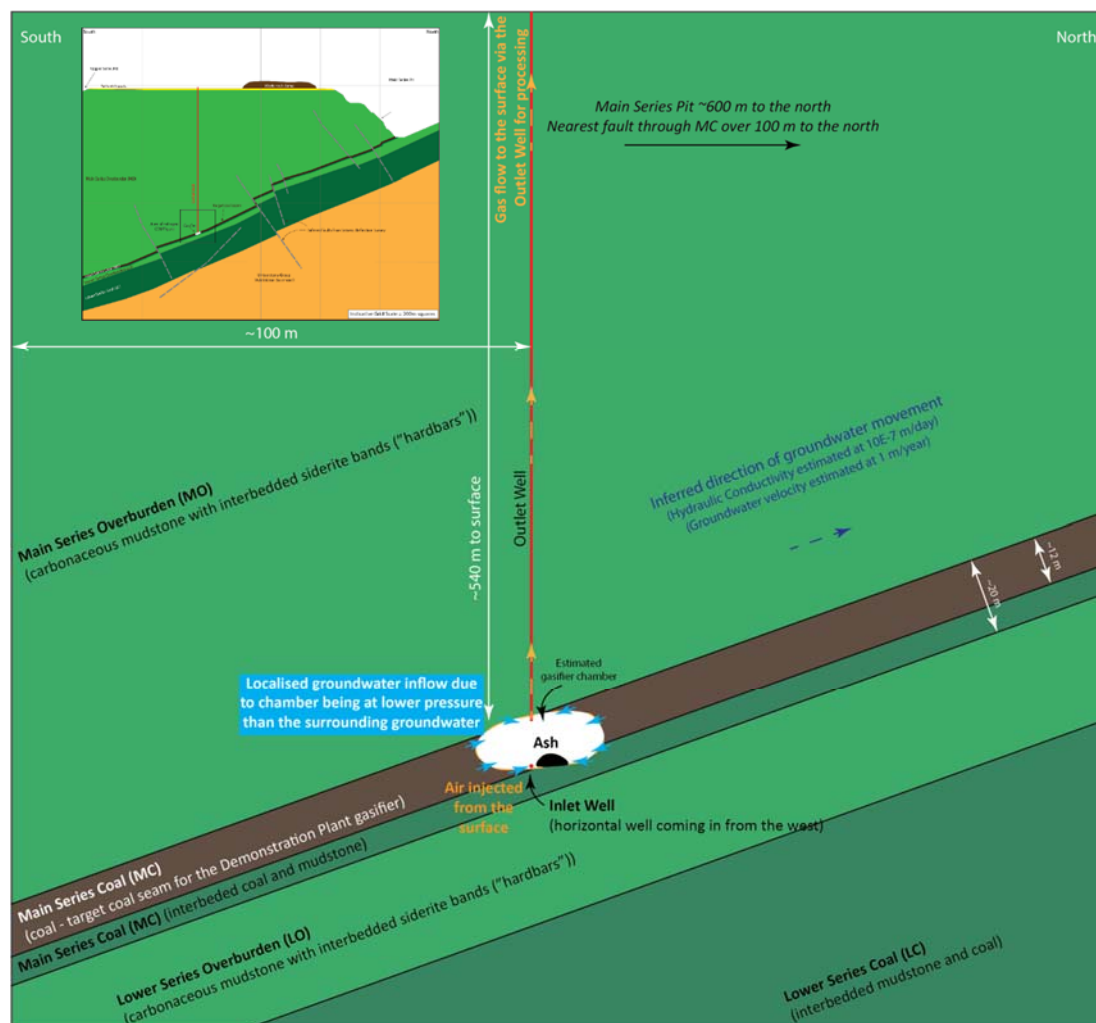 South
North
South
North
Gas flow to the surface via the
Outlet Well for processing
Main Series Pit ~600 m to the north
Nearest fault through MC over 100 m to the north
~100 m
Main Series Overburden (MO)
(carbonaceous mudstone with interbedded siderite bands ("hardbars"))
~540 m to surface
Outlet Well
Inferred direction of groundwater movement
(Hydraulic Conductivity estimated at 10E-7 m/day)
(Groundwater velocity estimated at 1 m/year)
~12 m
~20 m
Localised groundwater inflow due
to chamber being at lower pressure
than the surrounding groundwater
Estimated
gasifier chamber
Ash
Air injected
from the
surface
Inlet Well
(horizontal well coming in from the west)
Main Series Coal (MC)
(coal - target coal seam for the Demonstration Plant gasifier)
Main Series Coal (MC) (interbeded coal and mudstone)
Lower Series Overburden (LO)
(carbonaceous mudstone with interbedded siderite bands ("hardbars"))
Lower Series Coal (LC)
(interbedded mudstone and coal)